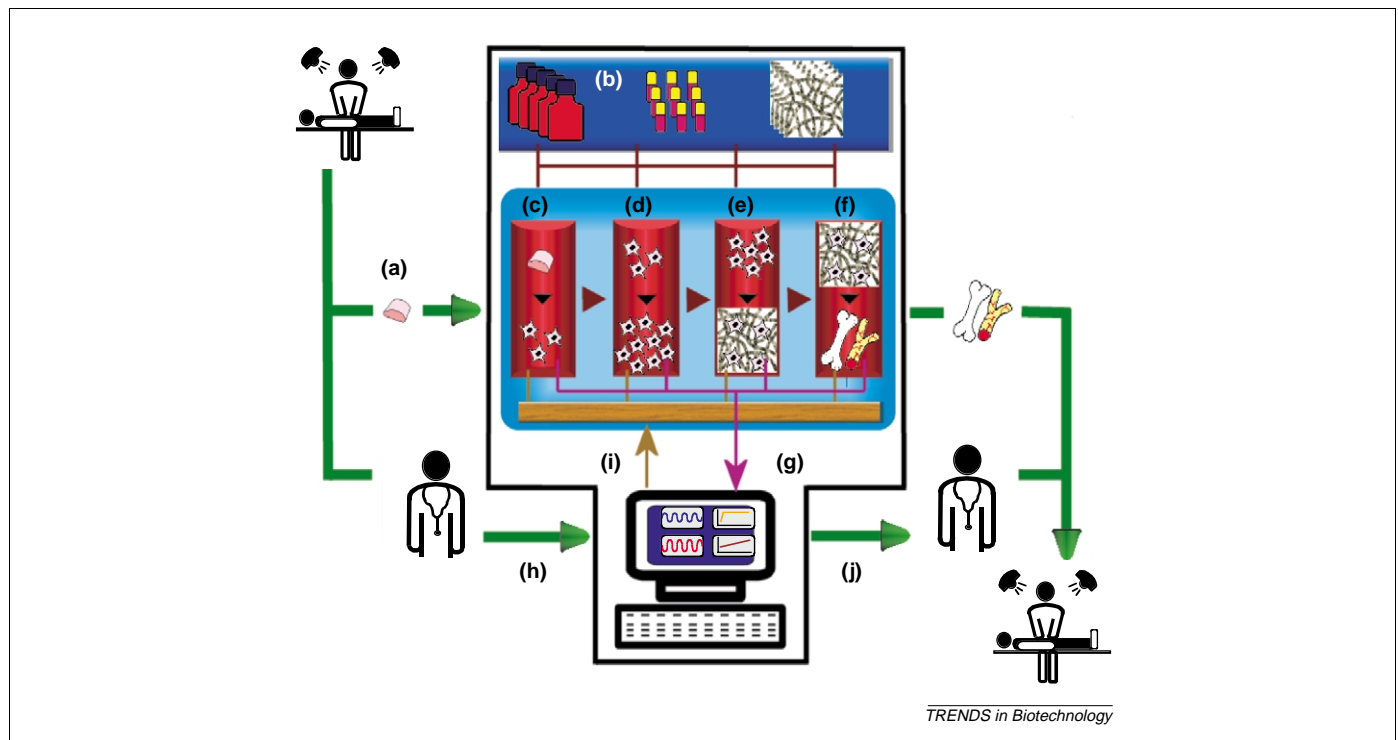 (b)
(c)
(d)
(e)
(f)
(a)
(i)
(g)
(h)
(j)
TRENDS in Biotechnology